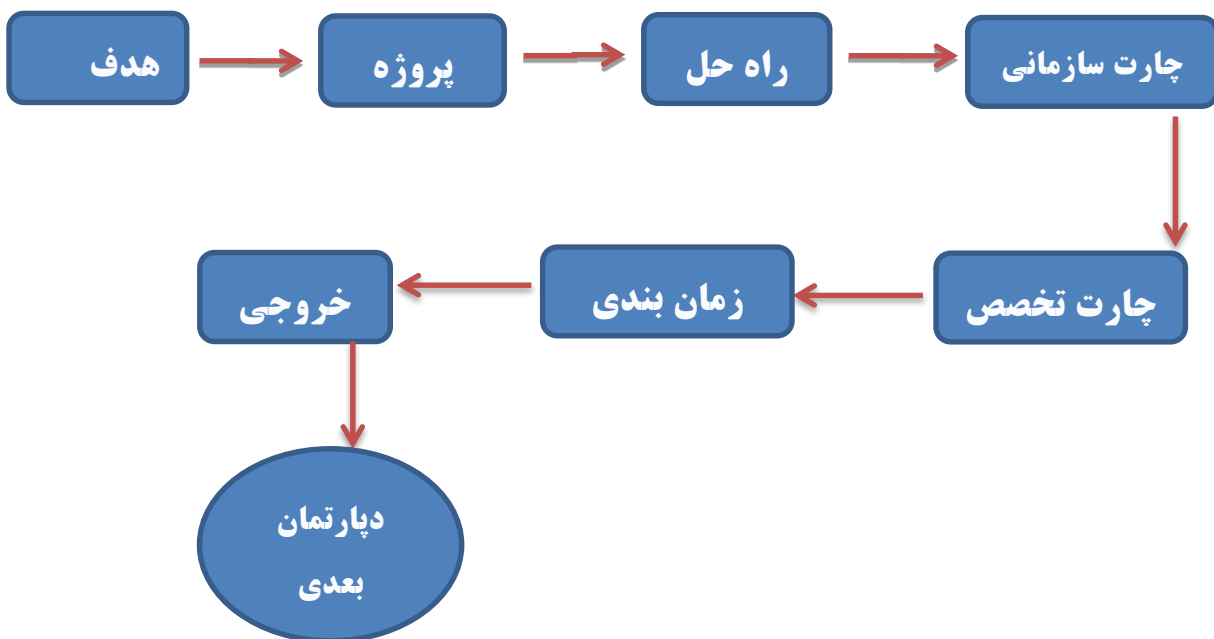 هدف
پروژه
راه حل
چارت سازمانی
چارت تخصص
زمان بندی
خروجی
دپارتمان
بعدی